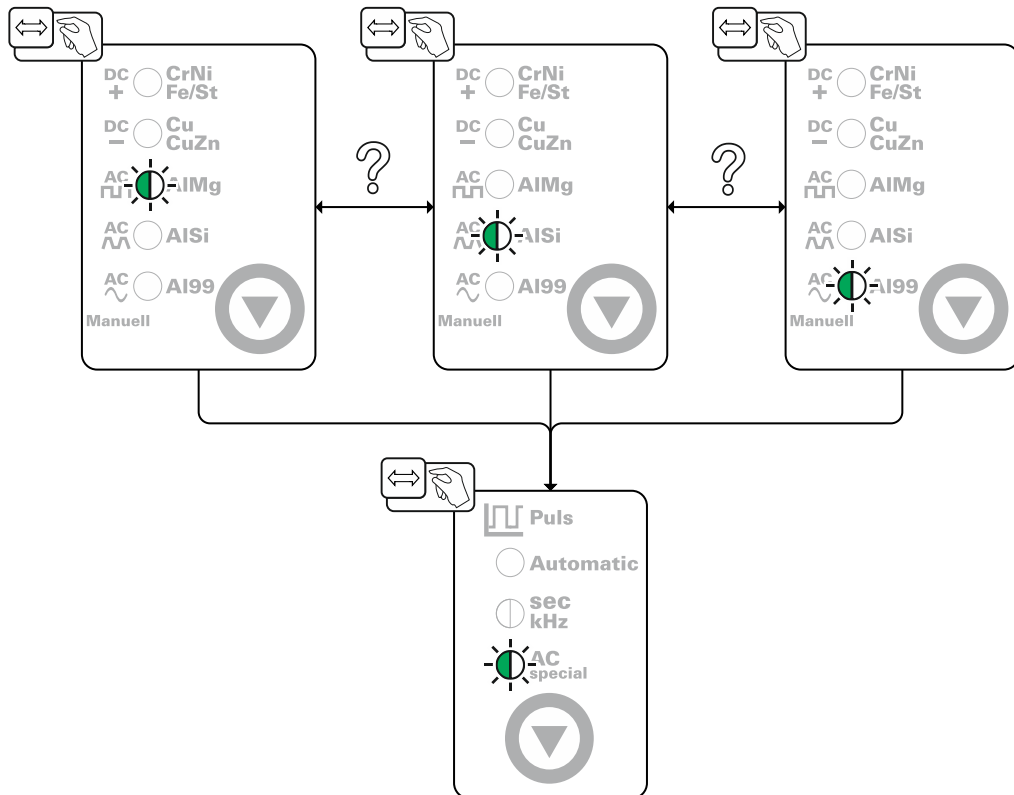 DC CrNi
+ Fe/St
DC Cu
− CuZn
AC AlMg
AC AlSi
AC Al99
Manuell
?
DC CrNi
+ Fe/St
DC Cu
− CuZn
AC AlMg
AC AlSi
AC Al99
Manuell
?
DC CrNi
+ Fe/St
DC Cu
− CuZn
AC AlMg
AC AlSi
AC Al99
Manuell
Puls
Automatic
sec
kHz
AC
special